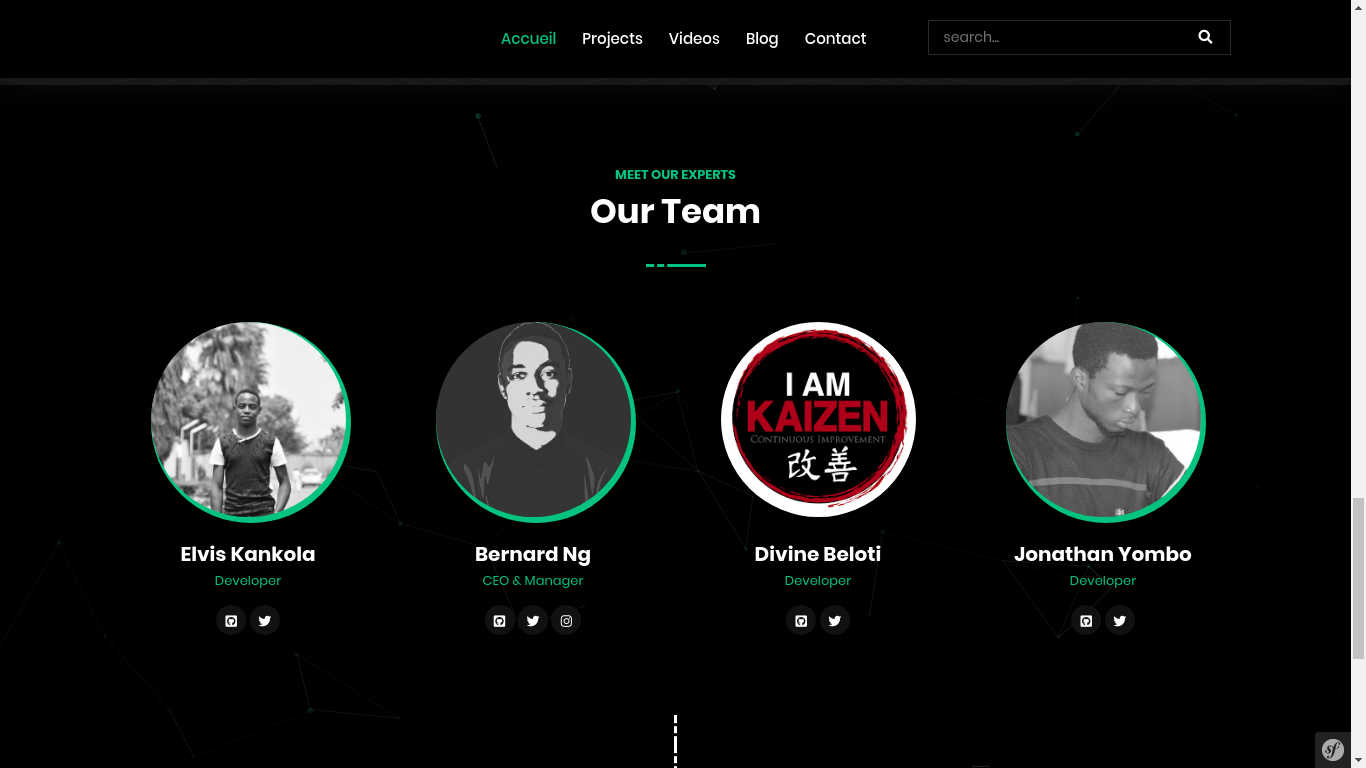 Accueil Projects Videos Blog Contact search...
MEET OUR EXPERTS
Our Team
I AM
KAIZEN
CONTINUOUS IMPROVEMENT
改善
Elvis Kankola Bernard Ng Divine Beloti Jonathan Yombo
Developer CEO & Manager Developer Developer
sf